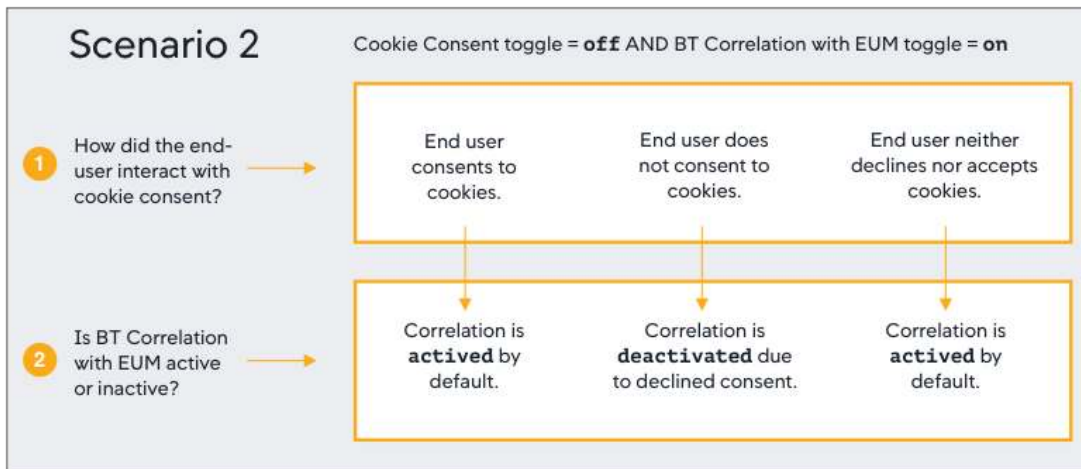 Scenario 2
Cookie Consent toggle = off AND BT Correlation with EUM toggle = on
1
How did the end-
user interact with
cookie consent?
End user
consents to
cookies.
End user does
not consent to
cookies.
End user neither
declines nor accepts
cookies.
2
Is BT Correlation
with EUM active
or inactive?
Correlation is
actived by
default.
Correlation is
deactivated due
to declined consent.
Correlation is
actived by
default.